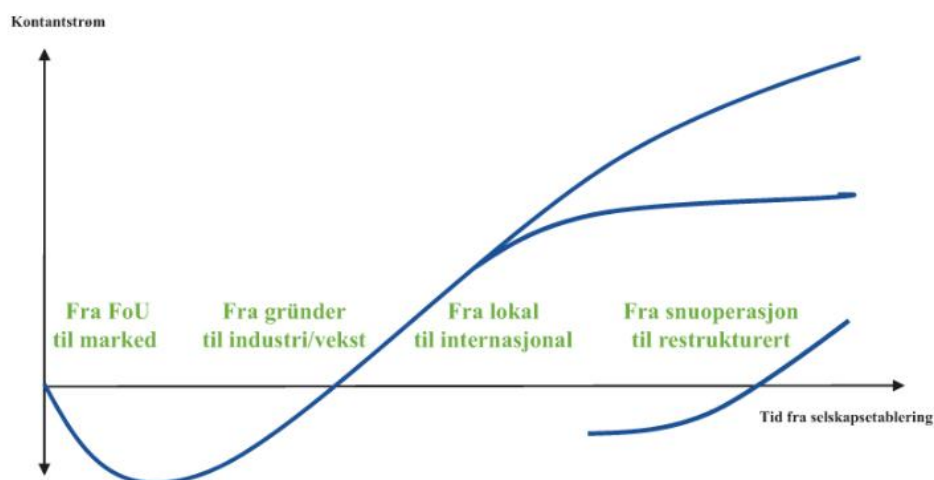 Kontantstrøm
Fra FoU
til marked
Fra gründer
til industri/vekst
Fra lokal
til internasjonal
Fra snuoperasjon
til restrukturert
Tid fra selskapsetablering